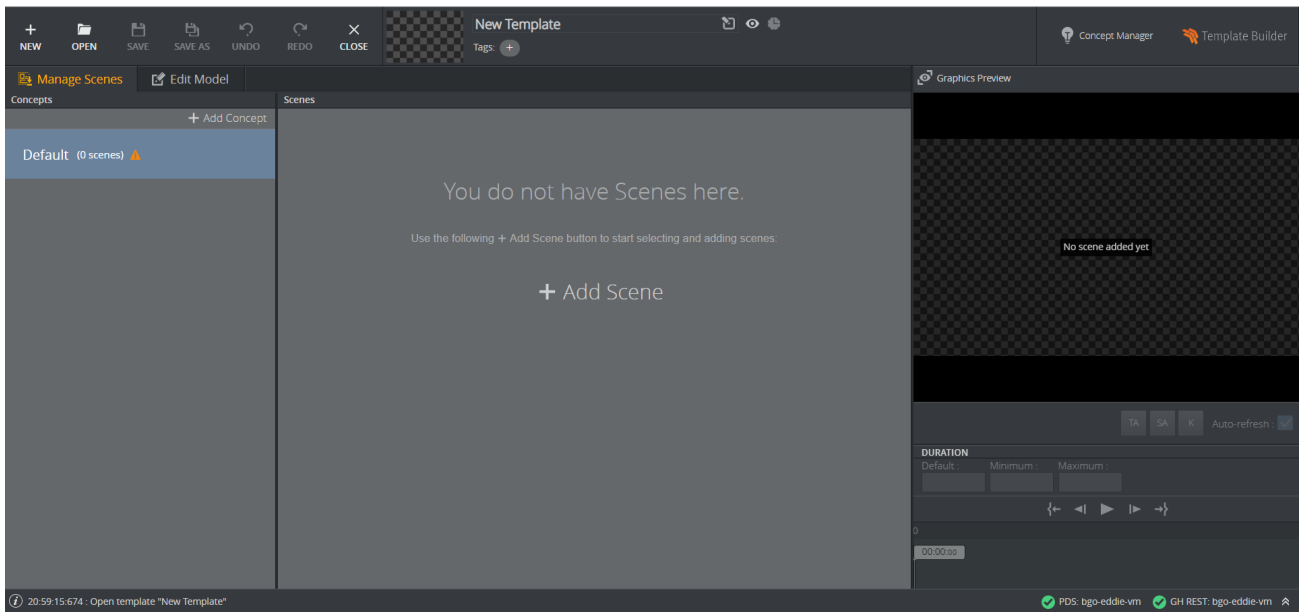 NEW OPEN SAVE SAVE AS UNDO REDO CLOSE
New Template
Tags: +
Concept Manager
Template Builder
Manage Scenes
Edit Model
Graphics Preview
Concepts
+ Add Concept
Default (0 scenes)
Scenes
You do not have Scenes here.
Use the following + Add Scene button to start selecting and adding scenes:
+ Add Scene
No scene added yet
TA SA K Auto-refresh :
DURATION
Default : Minimum : Maximum :
0
00:00:00
20:59:15:674 : Open template "New Template"
PDS: bgo-eddie-vm GH REST: bgo-eddie-vm